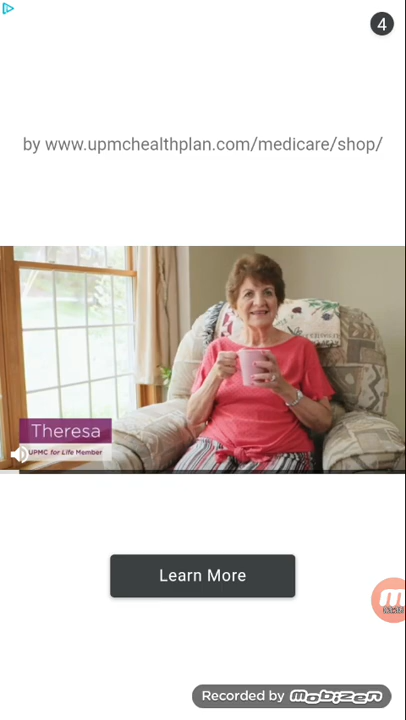 4
by www.upmchealthplan.com/medicare/shop/
Theresa
UPMC for Life Member
Learn More
Recorded by MOBIZEN